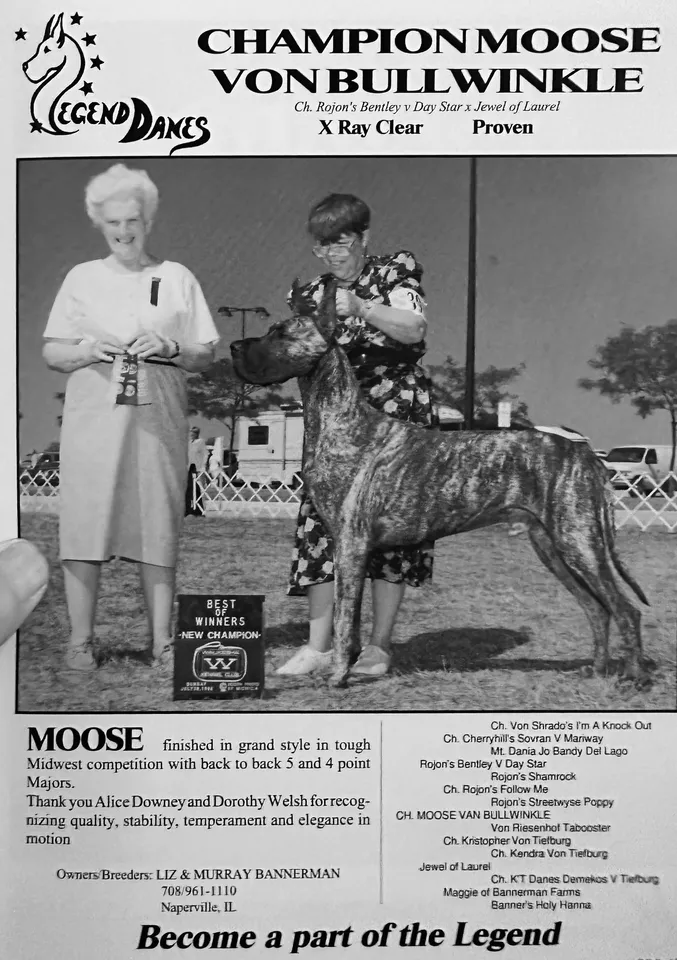 LEGEND DANES
CHAMPION MOOSE
VON BULLWINKLE
Ch. Rojon's Bentley v Day Star x Jewel of Laurel
X Ray Clear Proven
BEST
OF
WINNERS
-NEW CHAMPION-
W
KENNEL CLUB
SUNDAY
MOOSE finished in grand style in tough
Midwest competition with back to back 5 and 4 point
Majors.
Thank you Alice Downey and Dorothy Welsh for recog-
nizing quality, stability, temperament and elegance in
motion
Owners/Breeders: LIZ & MURRAY BANNERMAN
708/961-1110
Naperville, IL
Ch. Von Shrado's I'm A Knock Out
Ch. Cherryhill's Sovran V Mariway
Mt. Dania Jo Bandy Del Lago
Rojon's Bentley V Day Star
Rojon's Shamrock
Ch. Rojon's Follow Me
Rojon's Streetwyse Poppy
CH. MOOSE VAN BULLWINKLE
Von Riesenhof Tabooster
Ch. Kristopher Von Tiefburg
Ch. Kendra Von Tiefburg
Jewel of Laurel
Ch. K'T Danes Demekos V Tiefburg
Maggie of Bannerman Farms
Banner's Holy Hanna
Become a part of the Legend